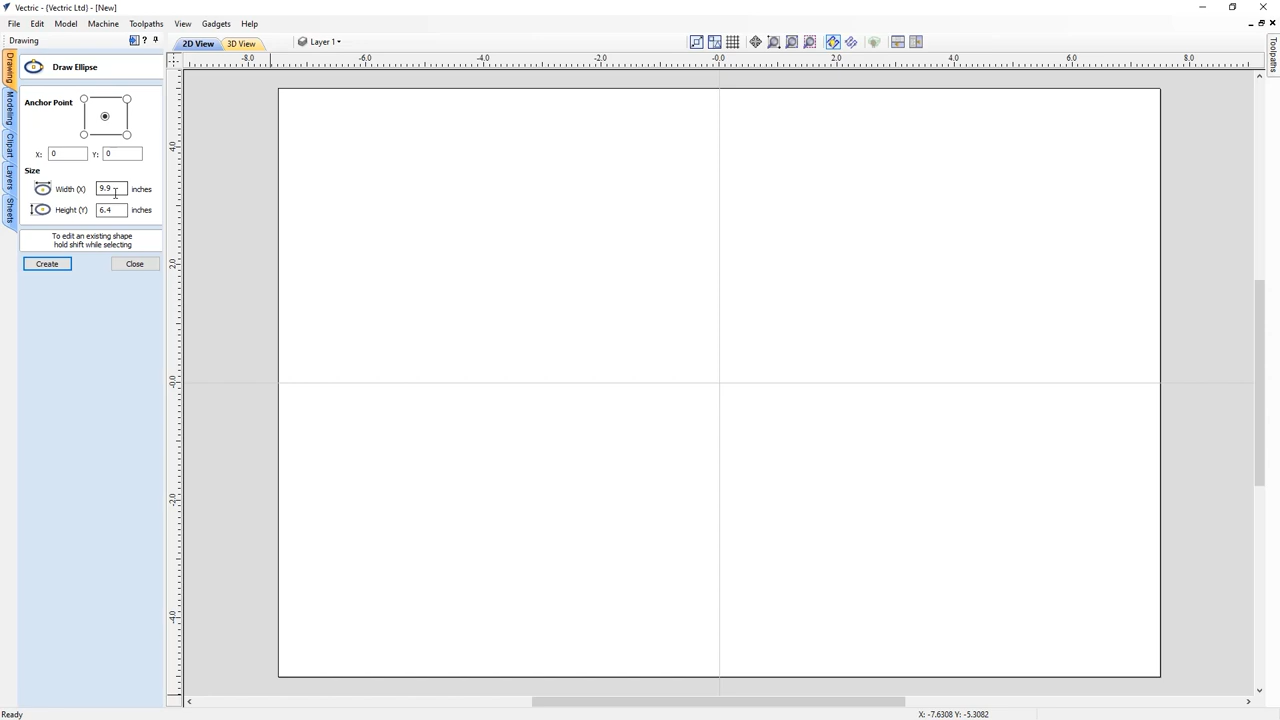 Vectric - {Vectric Ltd} - [New]
File Edit Model Machine Toolpaths View Gadgets Help
Drawing ?
2D View 3D View Layer 1
Toolpaths
Drawing
Modeling
Clipart
Layers
Sheets
Draw Ellipse
-8.0 -6.0 -4.0 -2.0 -0.0 2.0 4.0 6.0 8.0
Anchor Point
X: 0 Y: 0
Size
Width (X) 9.9 inches
Height (Y) 6.4 inches
To edit an existing shape
hold shift while selecting
Create Close
4.0
2.0
-0.0
-2.0
-4.0
Ready
X: -7.6308 Y: -5.3082